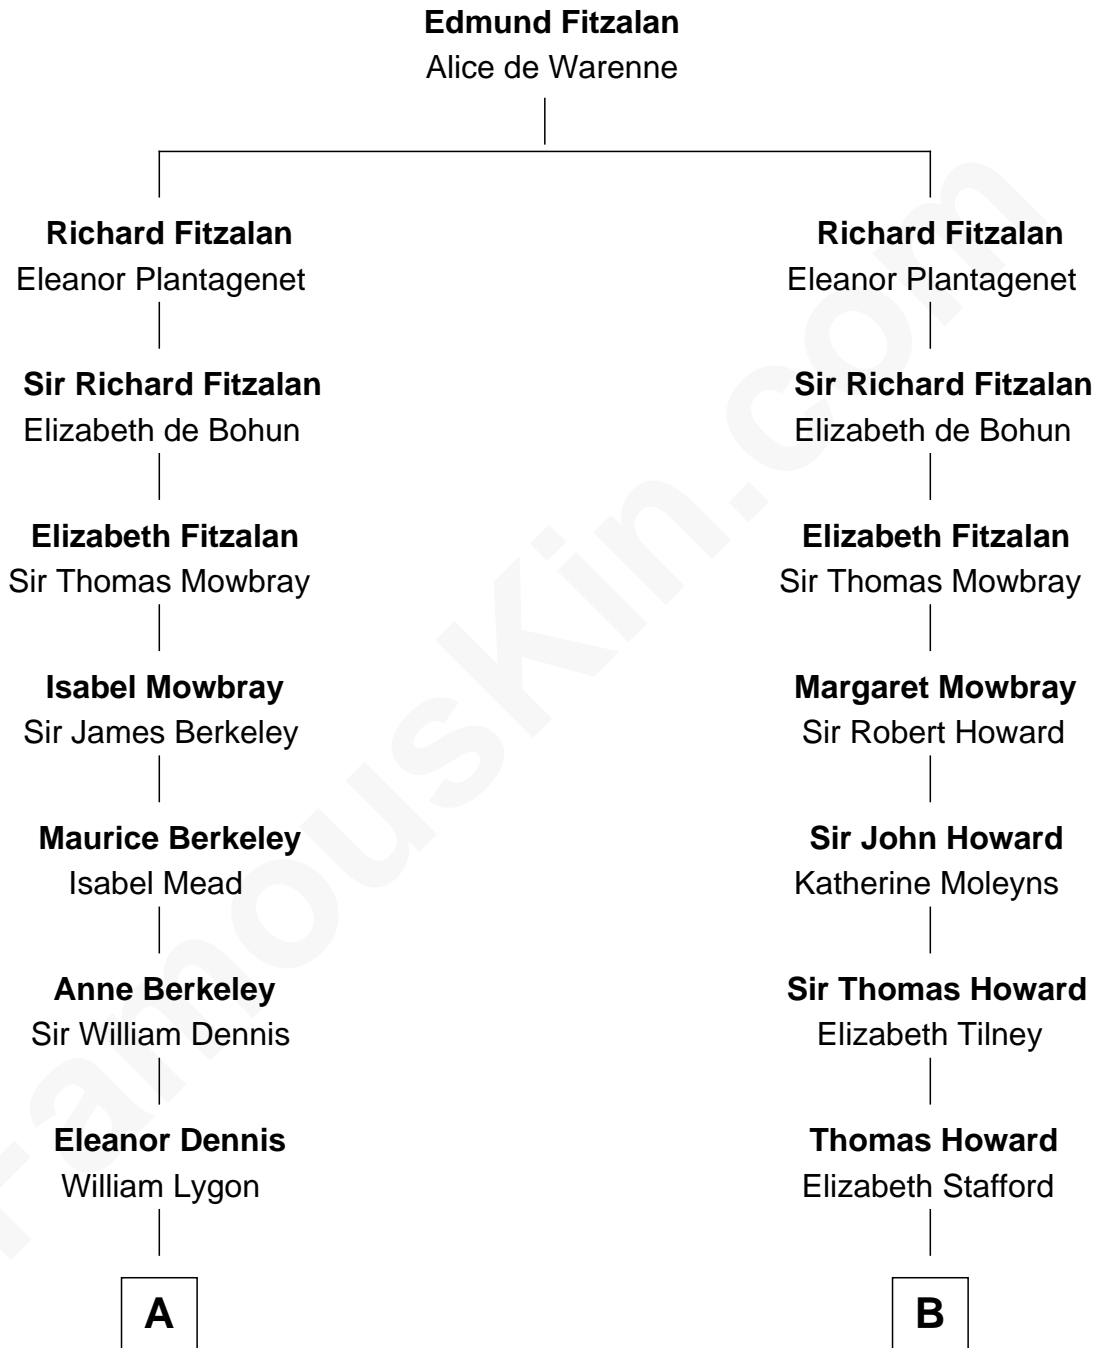 Edmund Fitzalan
Alice de Warenne
Richard Fitzalan
Eleanor Plantagenet
Sir Richard Fitzalan
Elizabeth de Bohun
Elizabeth Fitzalan
Sir Thomas Mowbray
Isabel Mowbray
Sir James Berkeley
Maurice Berkeley
Isabel Mead
Anne Berkeley
Sir William Dennis
Eleanor Dennis
William Lygon
A
Richard Fitzalan
Eleanor Plantagenet
Sir Richard Fitzalan
Elizabeth de Bohun
Elizabeth Fitzalan
Sir Thomas Mowbray
Margaret Mowbray
Sir Robert Howard
Sir John Howard
Katherine Moleyns
Sir Thomas Howard
Elizabeth Tilney
Thomas Howard
Elizabeth Stafford
B
FamousKin.com